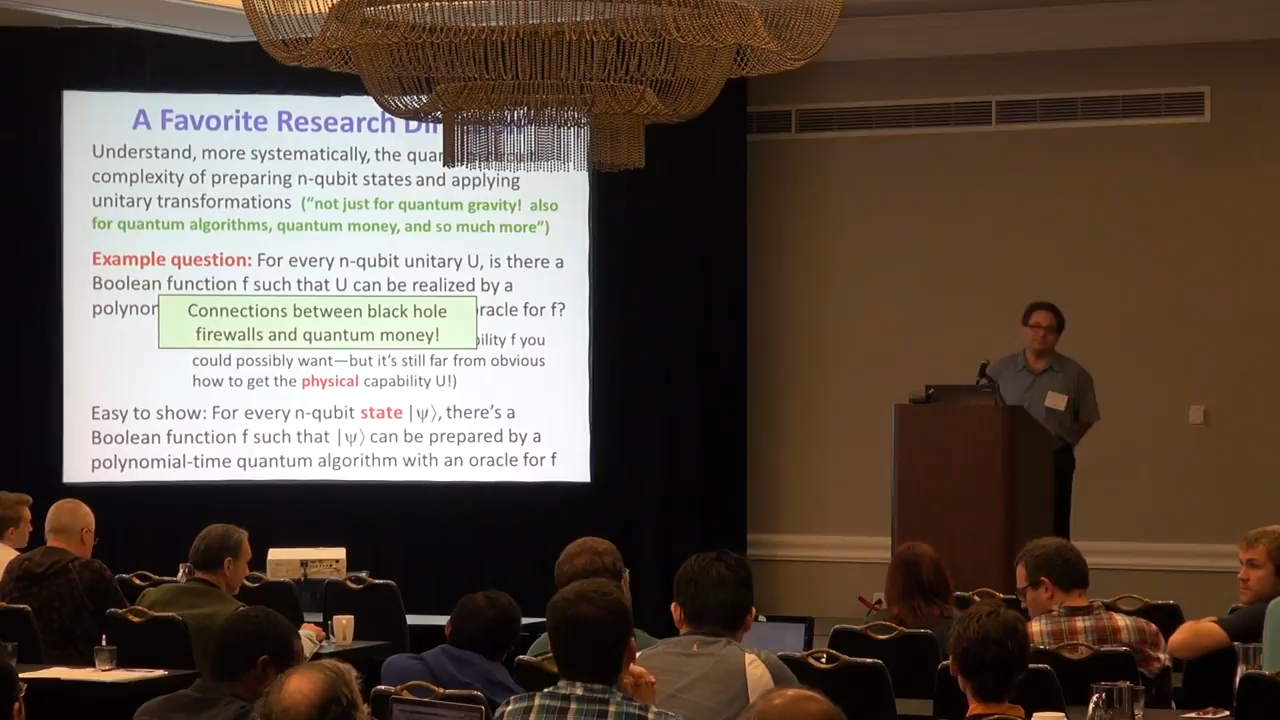 A Favorite Research
Understand, more systematically, the
complexity of preparing n-qubit states and applying
unitary transformations (“not just for quantum gravity! also
for quantum algorithms, quantum money, and so much more”)
Example question: For every n-qubit unitary U, is there a
Boolean function f such that U can be realized by a
oracle for f?
Connections between black hole
firewalls and quantum money!
f you
could possibly want—but it’s still far from obvious
how to get the physical capability U!)
Easy to show: For every n-qubit state |ψ⟩, there’s a
Boolean function f such that |ψ⟩ can be prepared by a
polynomial-time quantum algorithm with an oracle for f